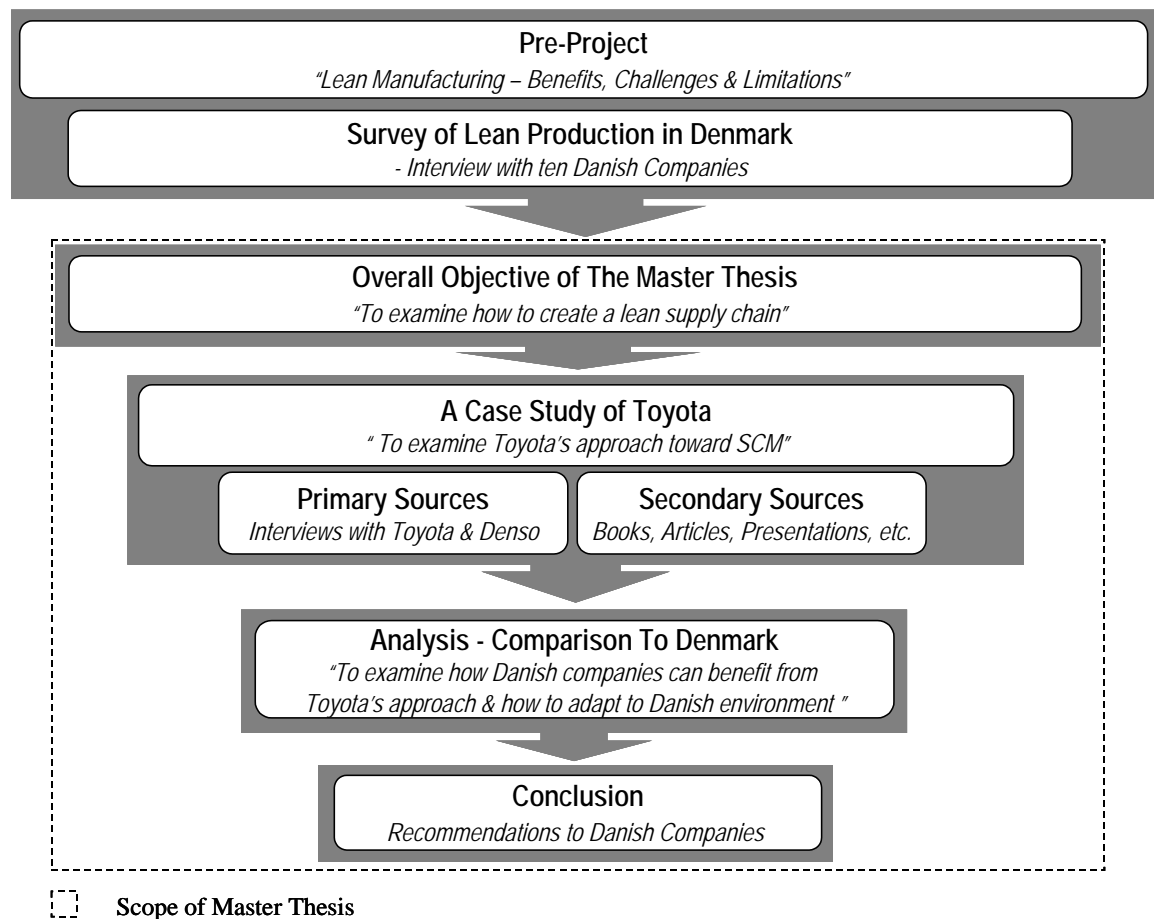 Pre-Project
"Lean Manufacturing – Benefits, Challenges & Limitations"
Survey of Lean Production in Denmark
- Interview with ten Danish Companies
Overall Objective of The Master Thesis
"To examine how to create a lean supply chain"
A Case Study of Toyota
" To examine Toyota's approach toward SCM"
Primary Sources
Interviews with Toyota & Denso
Secondary Sources
Books, Articles, Presentations, etc.
Analysis - Comparison To Denmark
"To examine how Danish companies can benefit from
Toyota's approach & how to adapt to Danish environment "
Conclusion
Recommendations to Danish Companies
Scope of Master Thesis